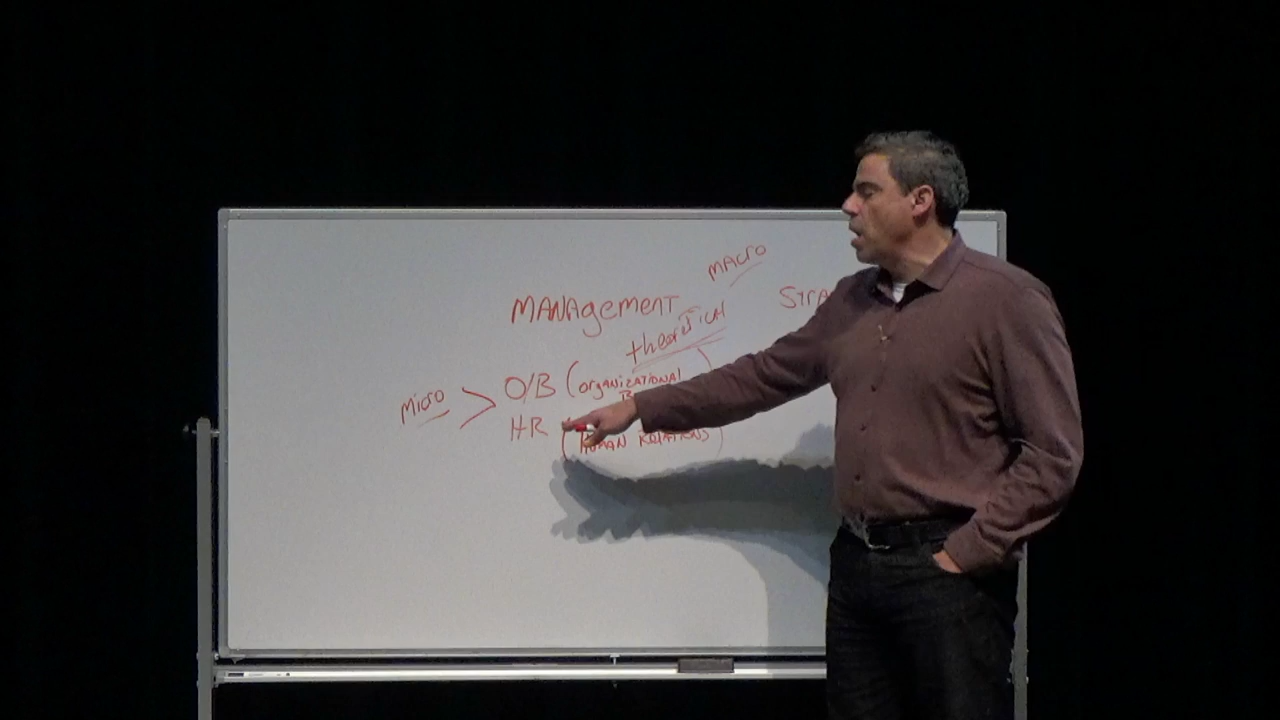 MACRO
MANAgement STRA
theoretical
Micro > O/B (organizational
HR (Human Relations)